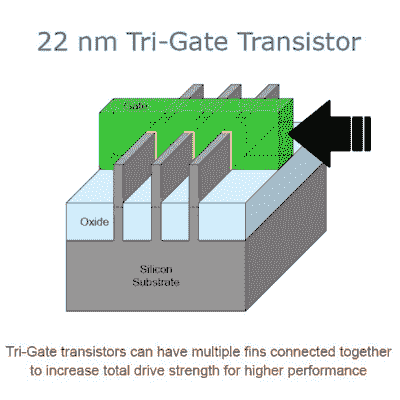 22 nm Tri-Gate Transistor
Gate
Oxide
Silicon
Substrate
Tri-Gate transistors can have multiple fins connected together
to increase total drive strength for higher performance